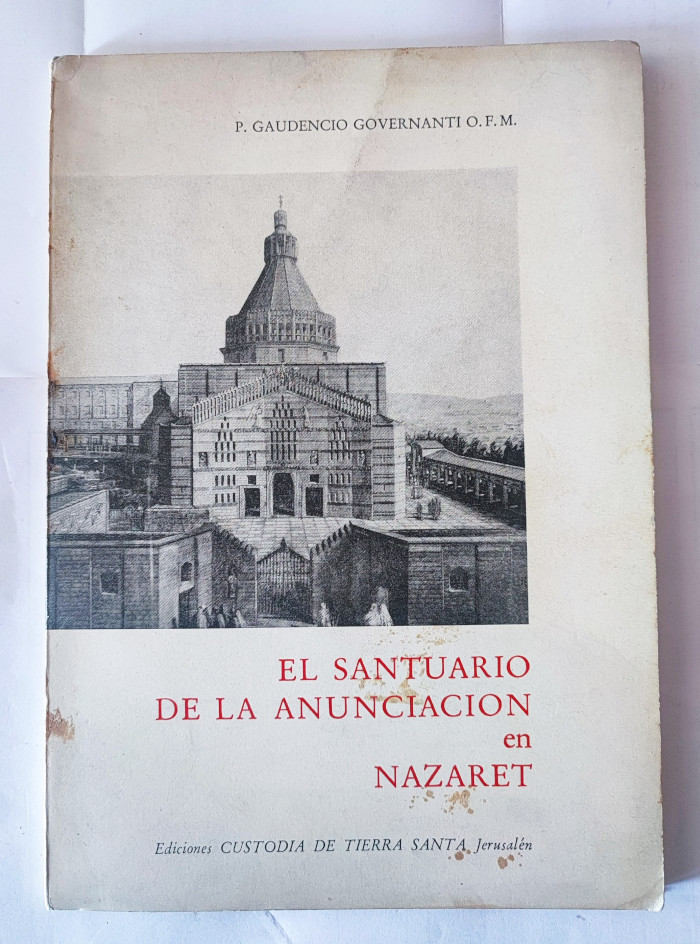 P. GAUDENCIO GOVERNANTI O.F.M.
EL SANTUARIO
DE LA ANUNCIACION
en
NAZARET
Ediciones CUSTODIA DE TIERRA SANTA Jerusalén